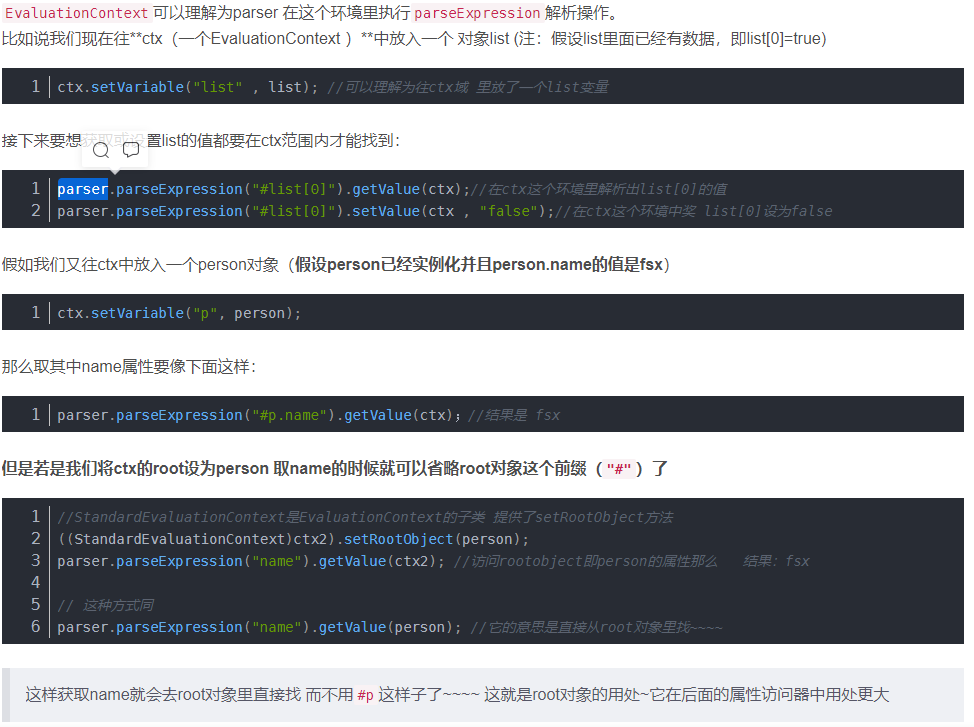 EvaluationContext 可以理解为parser 在这个环境里执行 parseExpression 解析操作。
比如说我们现在往**ctx（一个EvaluationContext ）**中放入一个 对象list (注：假设list里面已经有数据，即list[0]=true)
1 ctx.setVariable("list" , list); //可以理解为往ctx域 里放了一个list变量
接下来要想获取或设置list的值都要在ctx范围内才能找到：
1 parser.parseExpression("#list[0]").getValue(ctx);//在ctx这个环境里解析出list[0]的值
2 parser.parseExpression("#list[0]").setValue(ctx , "false");//在ctx这个环境中奖 list[0]设为false
假如我们又往ctx中放入一个person对象（假设person已经实例化并且person.name的值是fsx）
1 ctx.setVariable("p", person);
那么取其中name属性要像下面这样：
1 parser.parseExpression("#p.name").getValue(ctx)；//结果是 fsx
但是若是我们将ctx的root设为person 取name的时候就可以省略root对象这个前缀（"#"）了
1 //StandardEvaluationContext是EvaluationContext的子类 提供了setRootObject方法
2 ((StandardEvaluationContext)ctx2).setRootObject(person);
3 parser.parseExpression("name").getValue(ctx2); //访问rootobject即person的属性那么 结果：fsx
4
5 // 这种方式同
6 parser.parseExpression("name").getValue(person); //它的意思是直接从root对象里找~~~~
这样获取name就会去root对象里直接找 而不用 #p 这样子了~~~~ 这就是root对象的用处~它在后面的属性访问器中用处更大